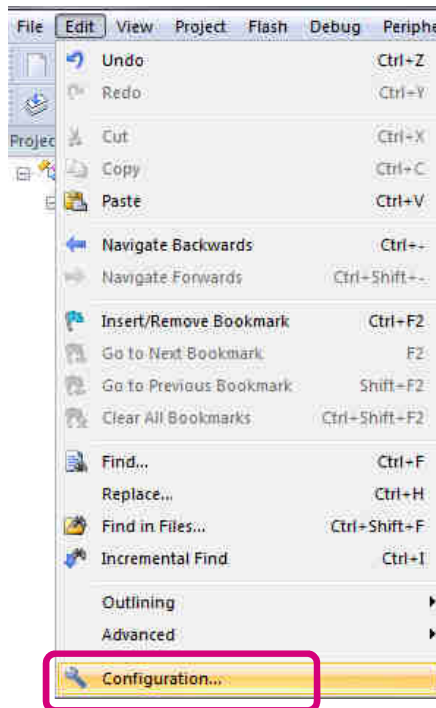 File Edit View Project Flash Debug Periphe
Undo Ctrl+Z
Redo Ctrl+Y
Projec
Cut Ctrl+X
Copy Ctrl+C
Paste Ctrl+V
Navigate Backwards Ctrl+-
Navigate Forwards Ctrl+Shift+-
Insert/Remove Bookmark Ctrl+F2
Go to Next Bookmark F2
Go to Previous Bookmark Shift+F2
Clear All Bookmarks Ctrl+Shift+F2
Find... Ctrl+F
Replace... Ctrl+H
Find in Files... Ctrl+Shift+F
Incremental Find Ctrl+I
Outlining
Advanced
Configuration...